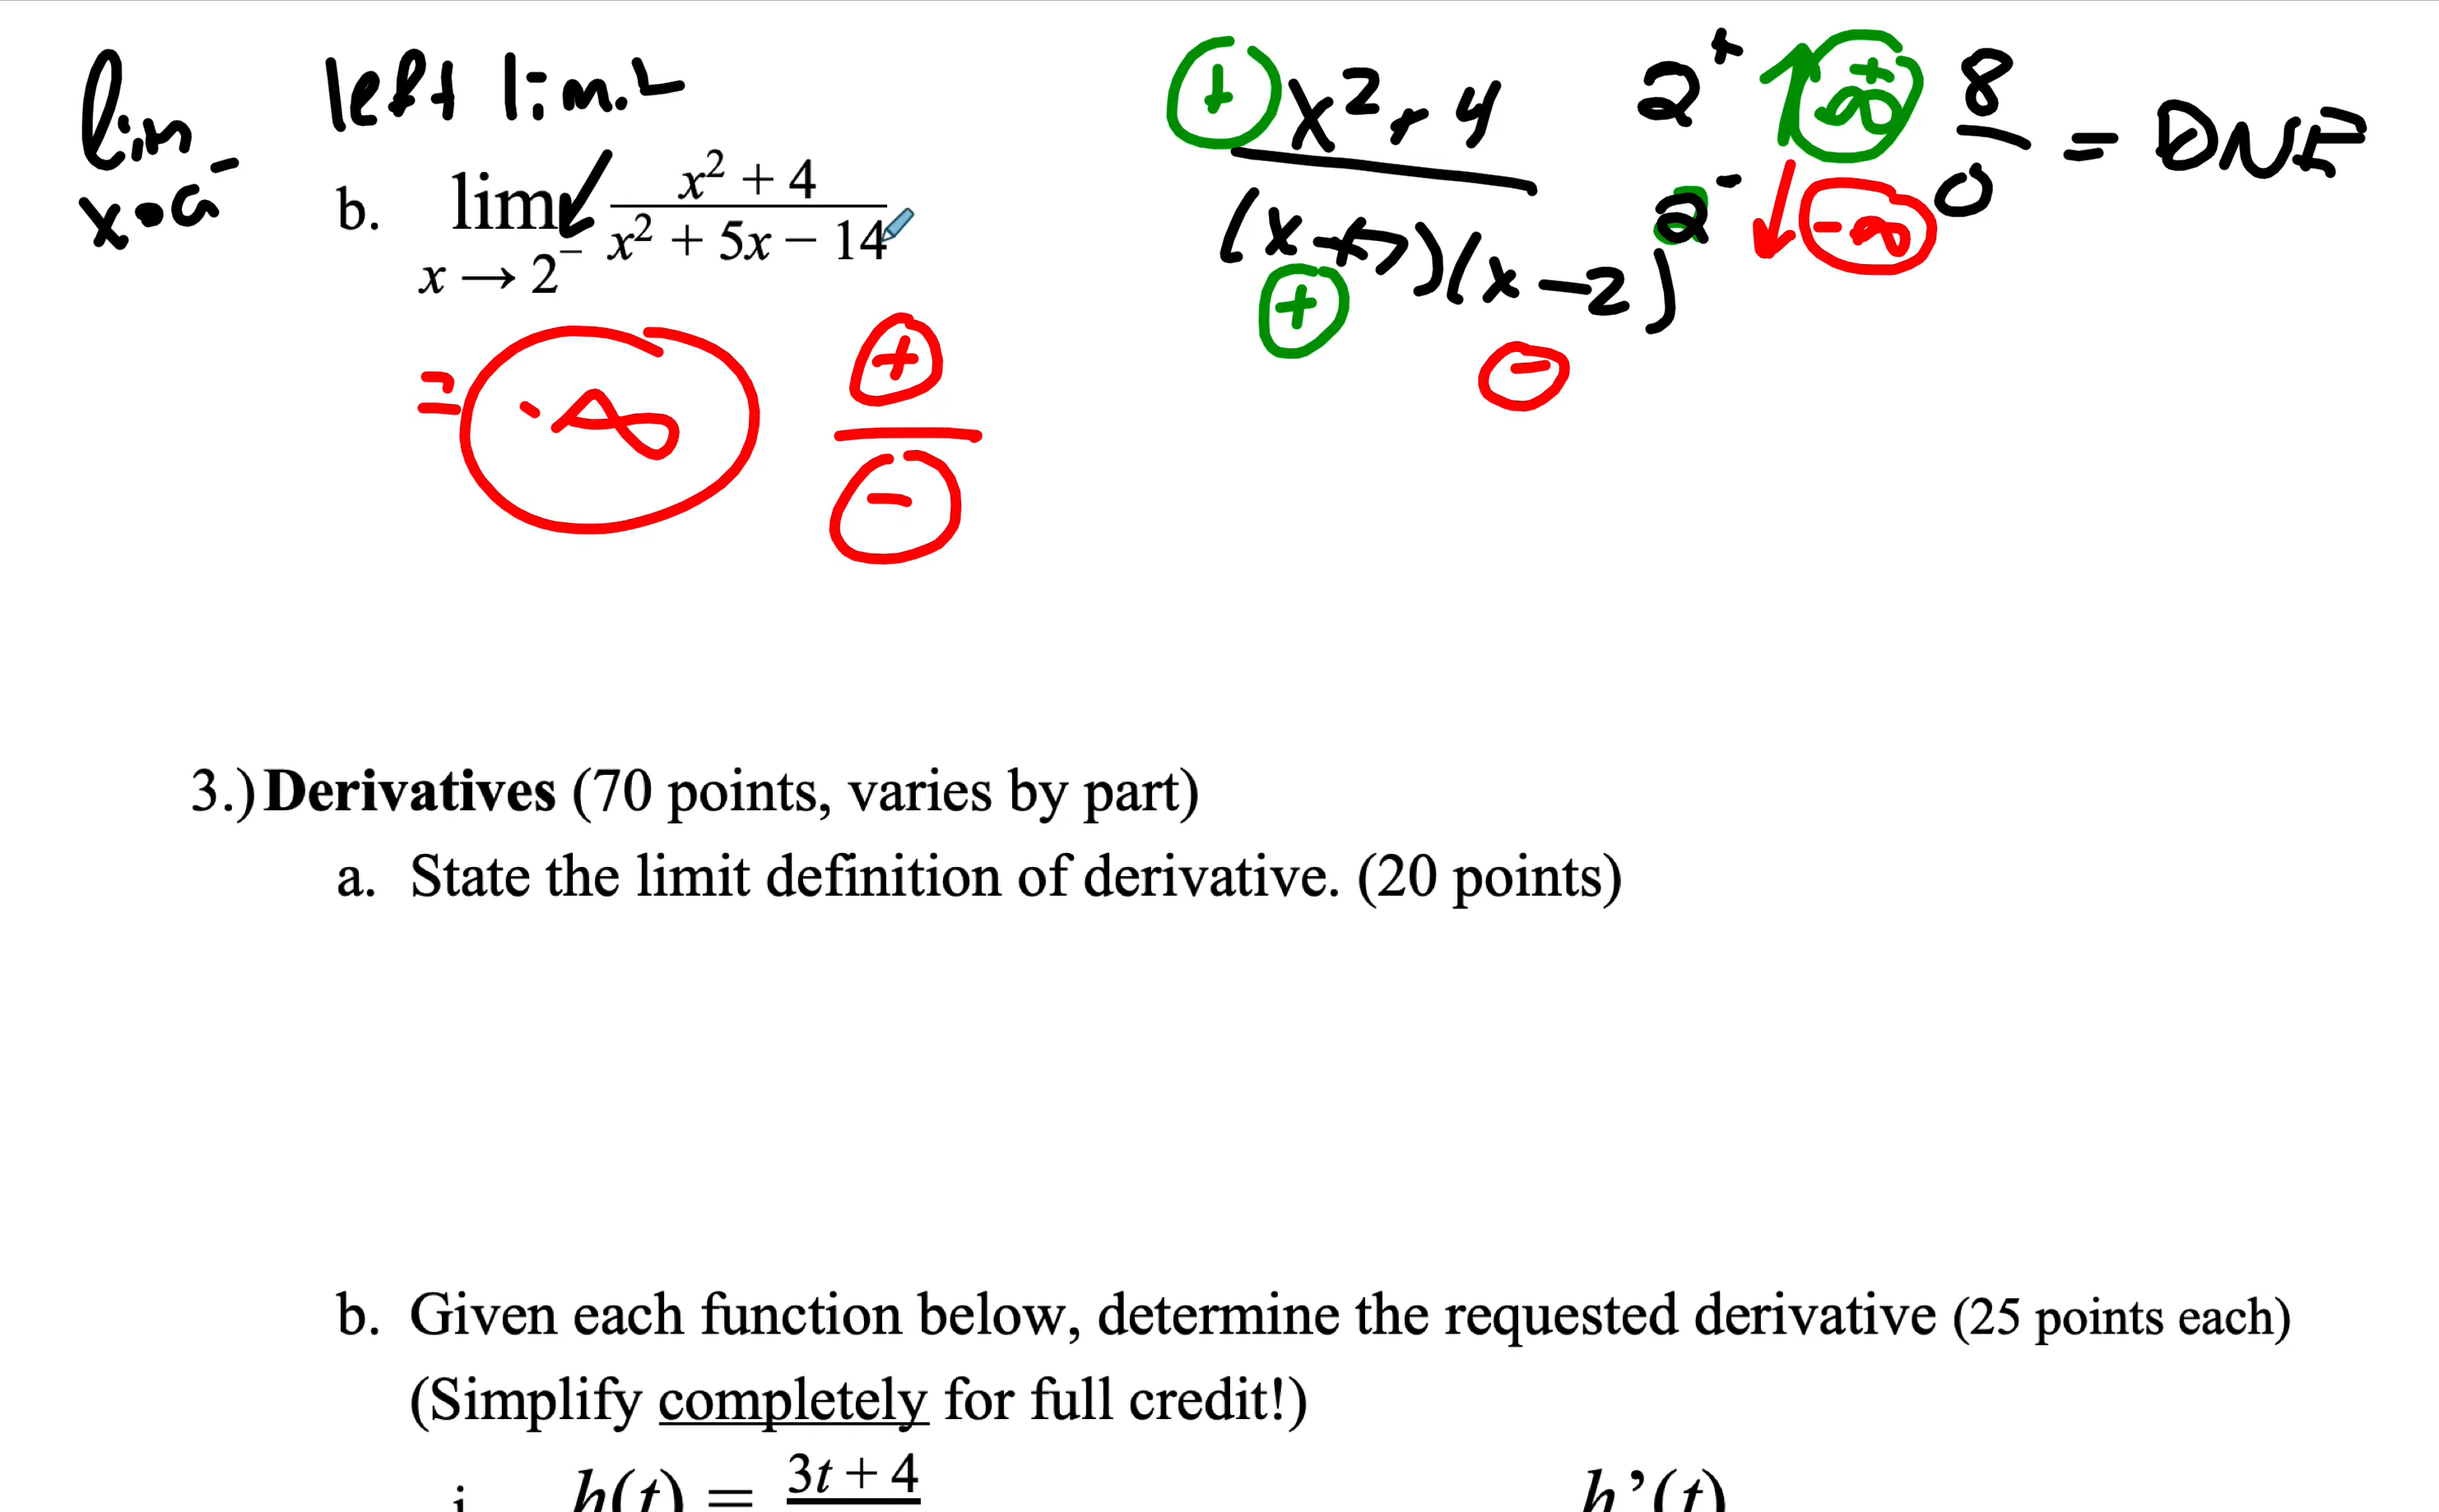 left limit
lim x→a⁻
b. lim x → 2⁻ (x² + 4)/(x² + 5x − 14)
= -∞
+/−
+ (x² + 4)/((x + 7)(x − 2))
+ −
2⁺ ↑ +∞
2⁻ ↓ -∞
8/0 = DNE
3.) Derivatives (70 points, varies by part)
a. State the limit definition of derivative. (20 points)
b. Given each function below, determine the requested derivative (25 points each)
(Simplify completely for full credit!)
i. h(t) = 3t + 4 h’(t)